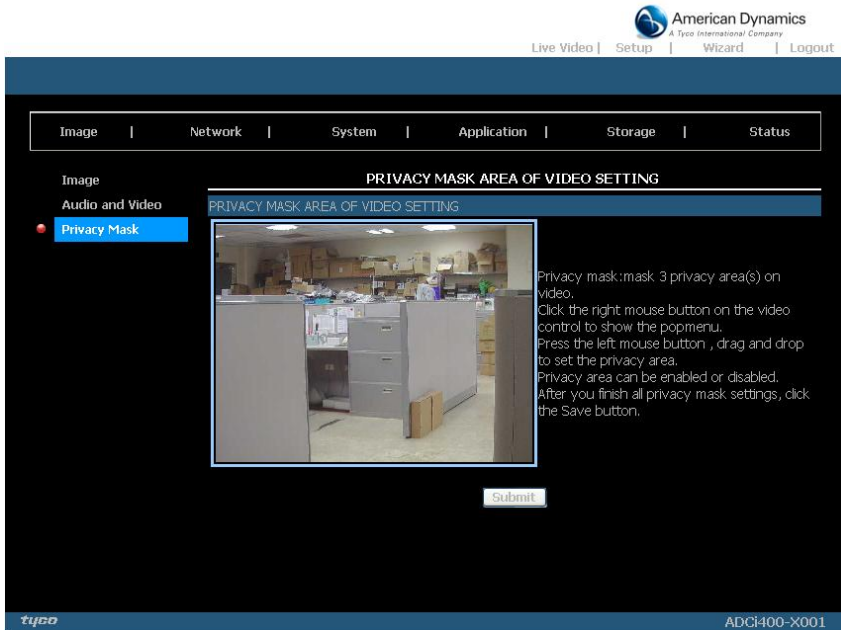 American Dynamics
A Tyco International Company
Live Video | Setup | Wizard | Logout
Image | Network | System | Application | Storage | Status
Image
Audio and Video
Privacy Mask
PRIVACY MASK AREA OF VIDEO SETTING
PRIVACY MASK AREA OF VIDEO SETTING
Privacy mask:mask 3 privacy area(s) on
video.
Click the right mouse button on the video
control to show the popmenu.
Press the left mouse button , drag and drop
to set the privacy area.
Privacy area can be enabled or disabled.
After you finish all privacy mask settings, click
the Save button.
Submit
tyco
ADCi400-X001